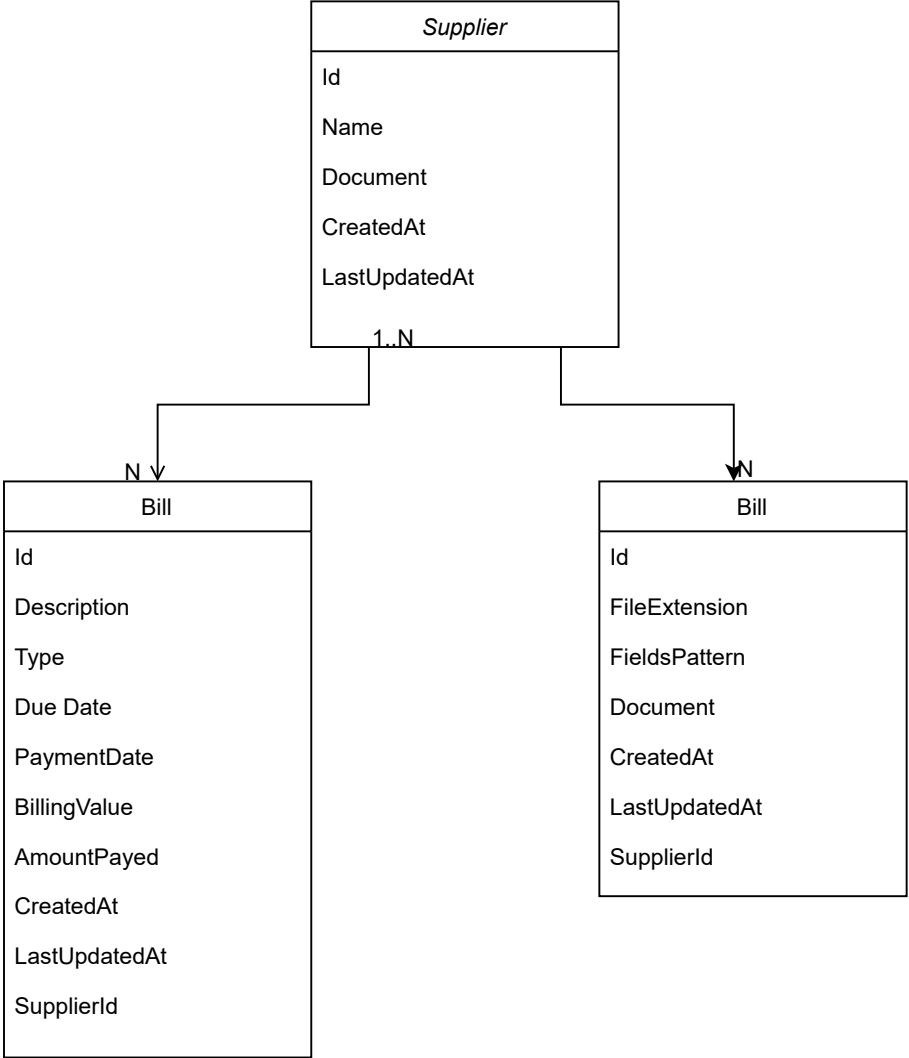 Supplier
Id
Name
Document
CreatedAt
LastUpdatedAt
1..N
N
Bill
Id
Description
Type
Due Date
PaymentDate
BillingValue
AmountPayed
CreatedAt
LastUpdatedAt
SupplierId
N
Bill
Id
FileExtension
FieldsPattern
Document
CreatedAt
LastUpdatedAt
SupplierId